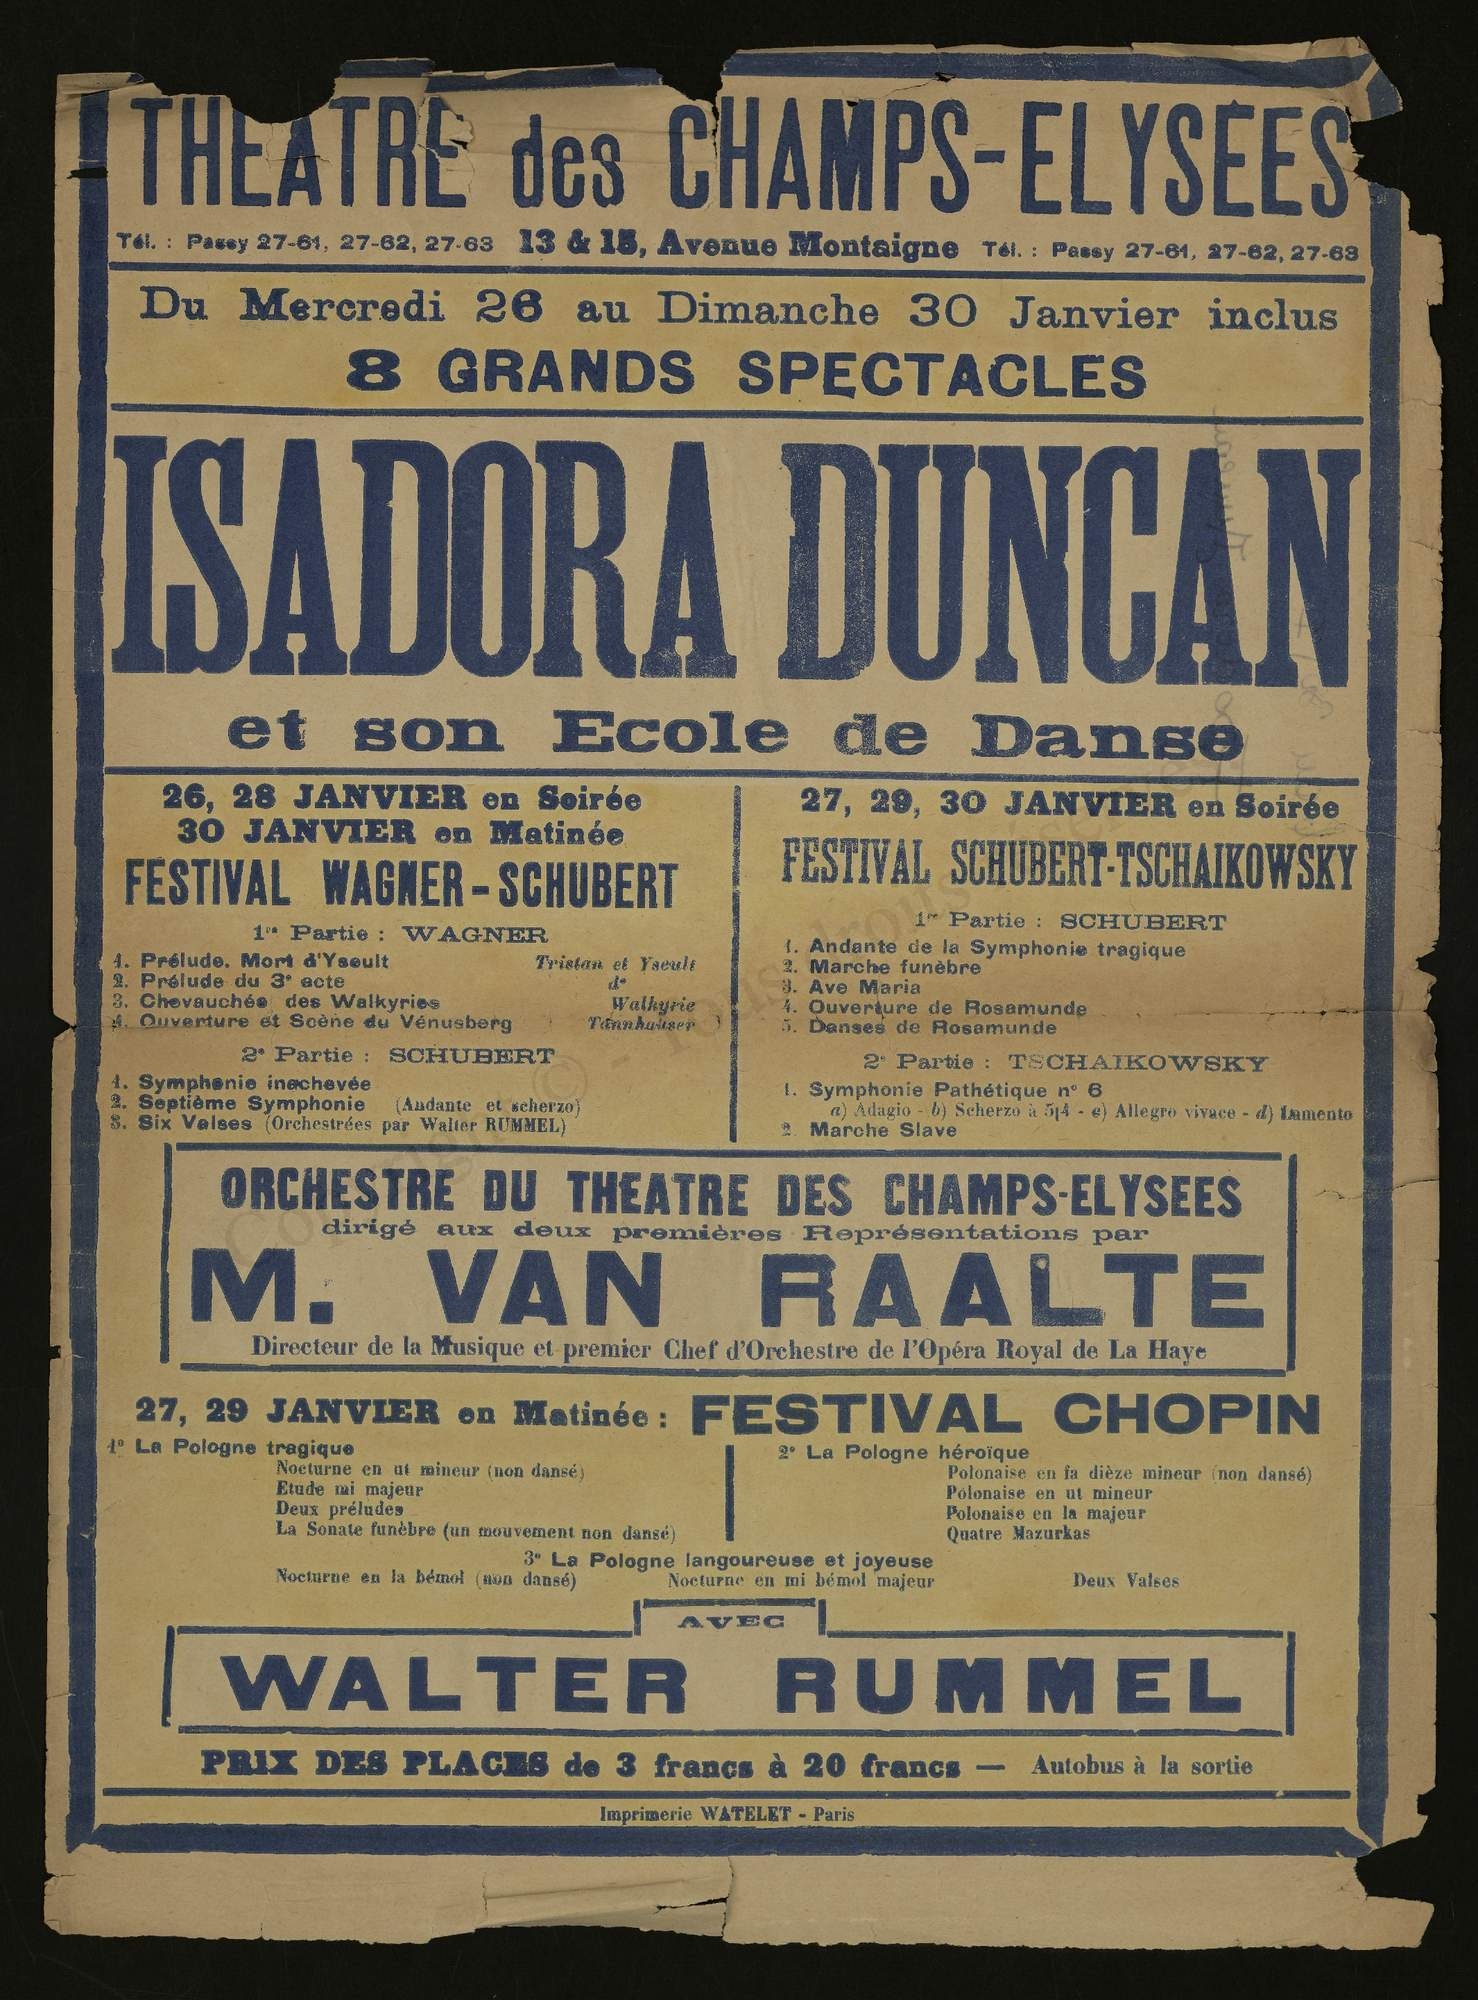 THEATRE des CHAMPS-ELYSEES
Tél. : Passy 27-61, 27-62, 27-63 13 & 15, Avenue Montaigne Tél. : Passy 27-61, 27-62, 27-63
Du Mercredi 26 au Dimanche 30 Janvier inclus
8 GRANDS SPECTACLES
ISADORA DUNCAN
et son Ecole de Danse
26, 28 JANVIER en Soirée
30 JANVIER en Matinée
FESTIVAL WAGNER-SCHUBERT
1re Partie : WAGNER
1. Prélude. Mort d'Yseult Tristan et Yseult
2. Prélude du 3e acte do
3. Chevauchée des Walkyries Walkyrie
4. Ouverture et Scène du Vénusberg Tannhauser
2e Partie : SCHUBERT
1. Symphonie inachevée
2. Septième Symphonie (Andante et scherzo)
3. Six Valses (Orchestrées par Walter RUMMEL)
27, 29, 30 JANVIER en Soirée
FESTIVAL SCHUBERT-TSCHAIKOWSKY
1re Partie : SCHUBERT
1. Andante de la Symphonie tragique
2. Marche funèbre
3. Ave Maria
4. Ouverture de Rosamunde
5. Danses de Rosamunde
2e Partie : TSCHAIKOWSKY
1. Symphonie Pathétique no 6
a) Adagio - b) Scherzo à 5/4 - c) Allegro vivace - d) Lamento
2. Marche Slave
ORCHESTRE DU THEATRE DES CHAMPS-ELYSEES
dirigé aux deux premières Représentations par
M. VAN RAALTE
Directeur de la Musique et premier Chef d'Orchestre de l'Opéra Royal de La Haye
27, 29 JANVIER en Matinée : FESTIVAL CHOPIN
1o La Pologne tragique
Nocturne en ut mineur (non dansé)
Etude mi majeur
Deux préludes
La Sonate funèbre (un mouvement non dansé)
2o La Pologne héroïque
Polonaise en fa dièze mineur (non dansé)
Polonaise en ut mineur
Polonaise en la majeur
Quatre Mazurkas
3o La Pologne langoureuse et joyeuse
Nocturne en la bémol (non dansé) Nocturne en mi bémol majeur Deux Valses
AVEC
WALTER RUMMEL
PRIX DES PLACES de 3 francs à 20 francs — Autobus à la sortie
Imprimerie WATELET - Paris